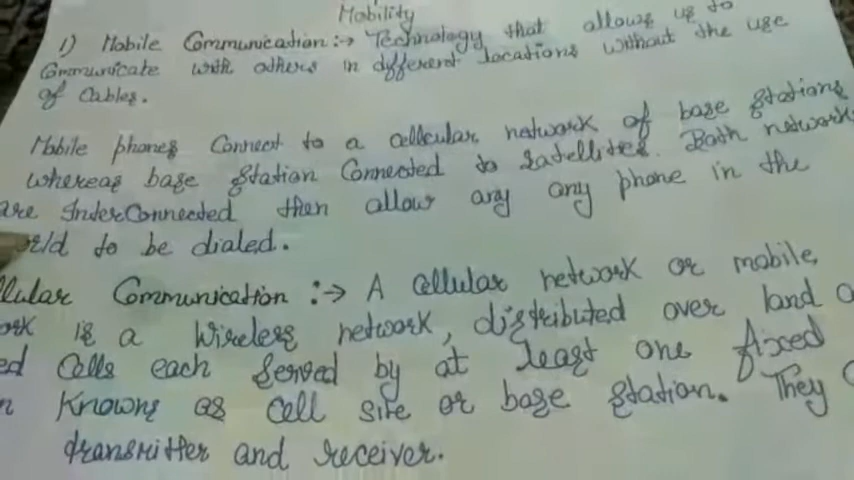 Mobility
1) Mobile Communication :→ Technology that allows us to
Communicate with others in different locations without the use
of Cables.
Mobile phones Connect to a cellular network of base stations
whereas base station Connected to satellites. Both network
are InterConnected then allow any any phone in the
to be dialed.
Communication :→ A cellular network or mobile
is a wireless network, distributed over land
Cells each served by at least one fixed
Known as cell site or base station. They
transmitter and receiver.